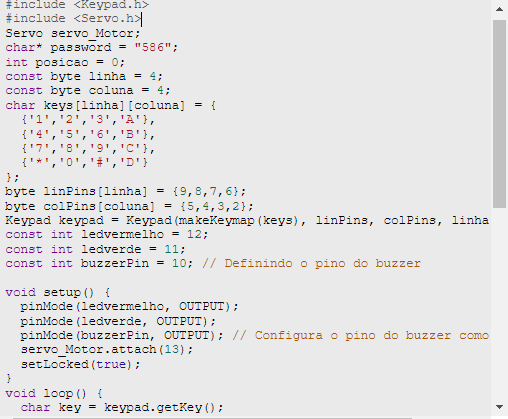 #include <Keypad.h>
#include <Servo.h>
Servo servo_Motor;
char* password = "586";
int posicao = 0;
const byte linha = 4;
const byte coluna = 4;
char keys[linha][coluna] = {
  {'1','2','3','A'},
  {'4','5','6','B'},
  {'7','8','9','C'},
  {'*','0','#','D'}
};
byte linPins[linha] = {9,8,7,6};
byte colPins[coluna] = {5,4,3,2};
Keypad keypad = Keypad(makeKeymap(keys), linPins, colPins, linha
const int ledvermelho = 12;
const int ledverde = 11;
const int buzzerPin = 10; // Definindo o pino do buzzer

void setup() {
  pinMode(ledvermelho, OUTPUT);
  pinMode(ledverde, OUTPUT);
  pinMode(buzzerPin, OUTPUT); // Configura o pino do buzzer como
  servo_Motor.attach(13);
  setLocked(true);
}
void loop() {
  char key = keypad.getKey();